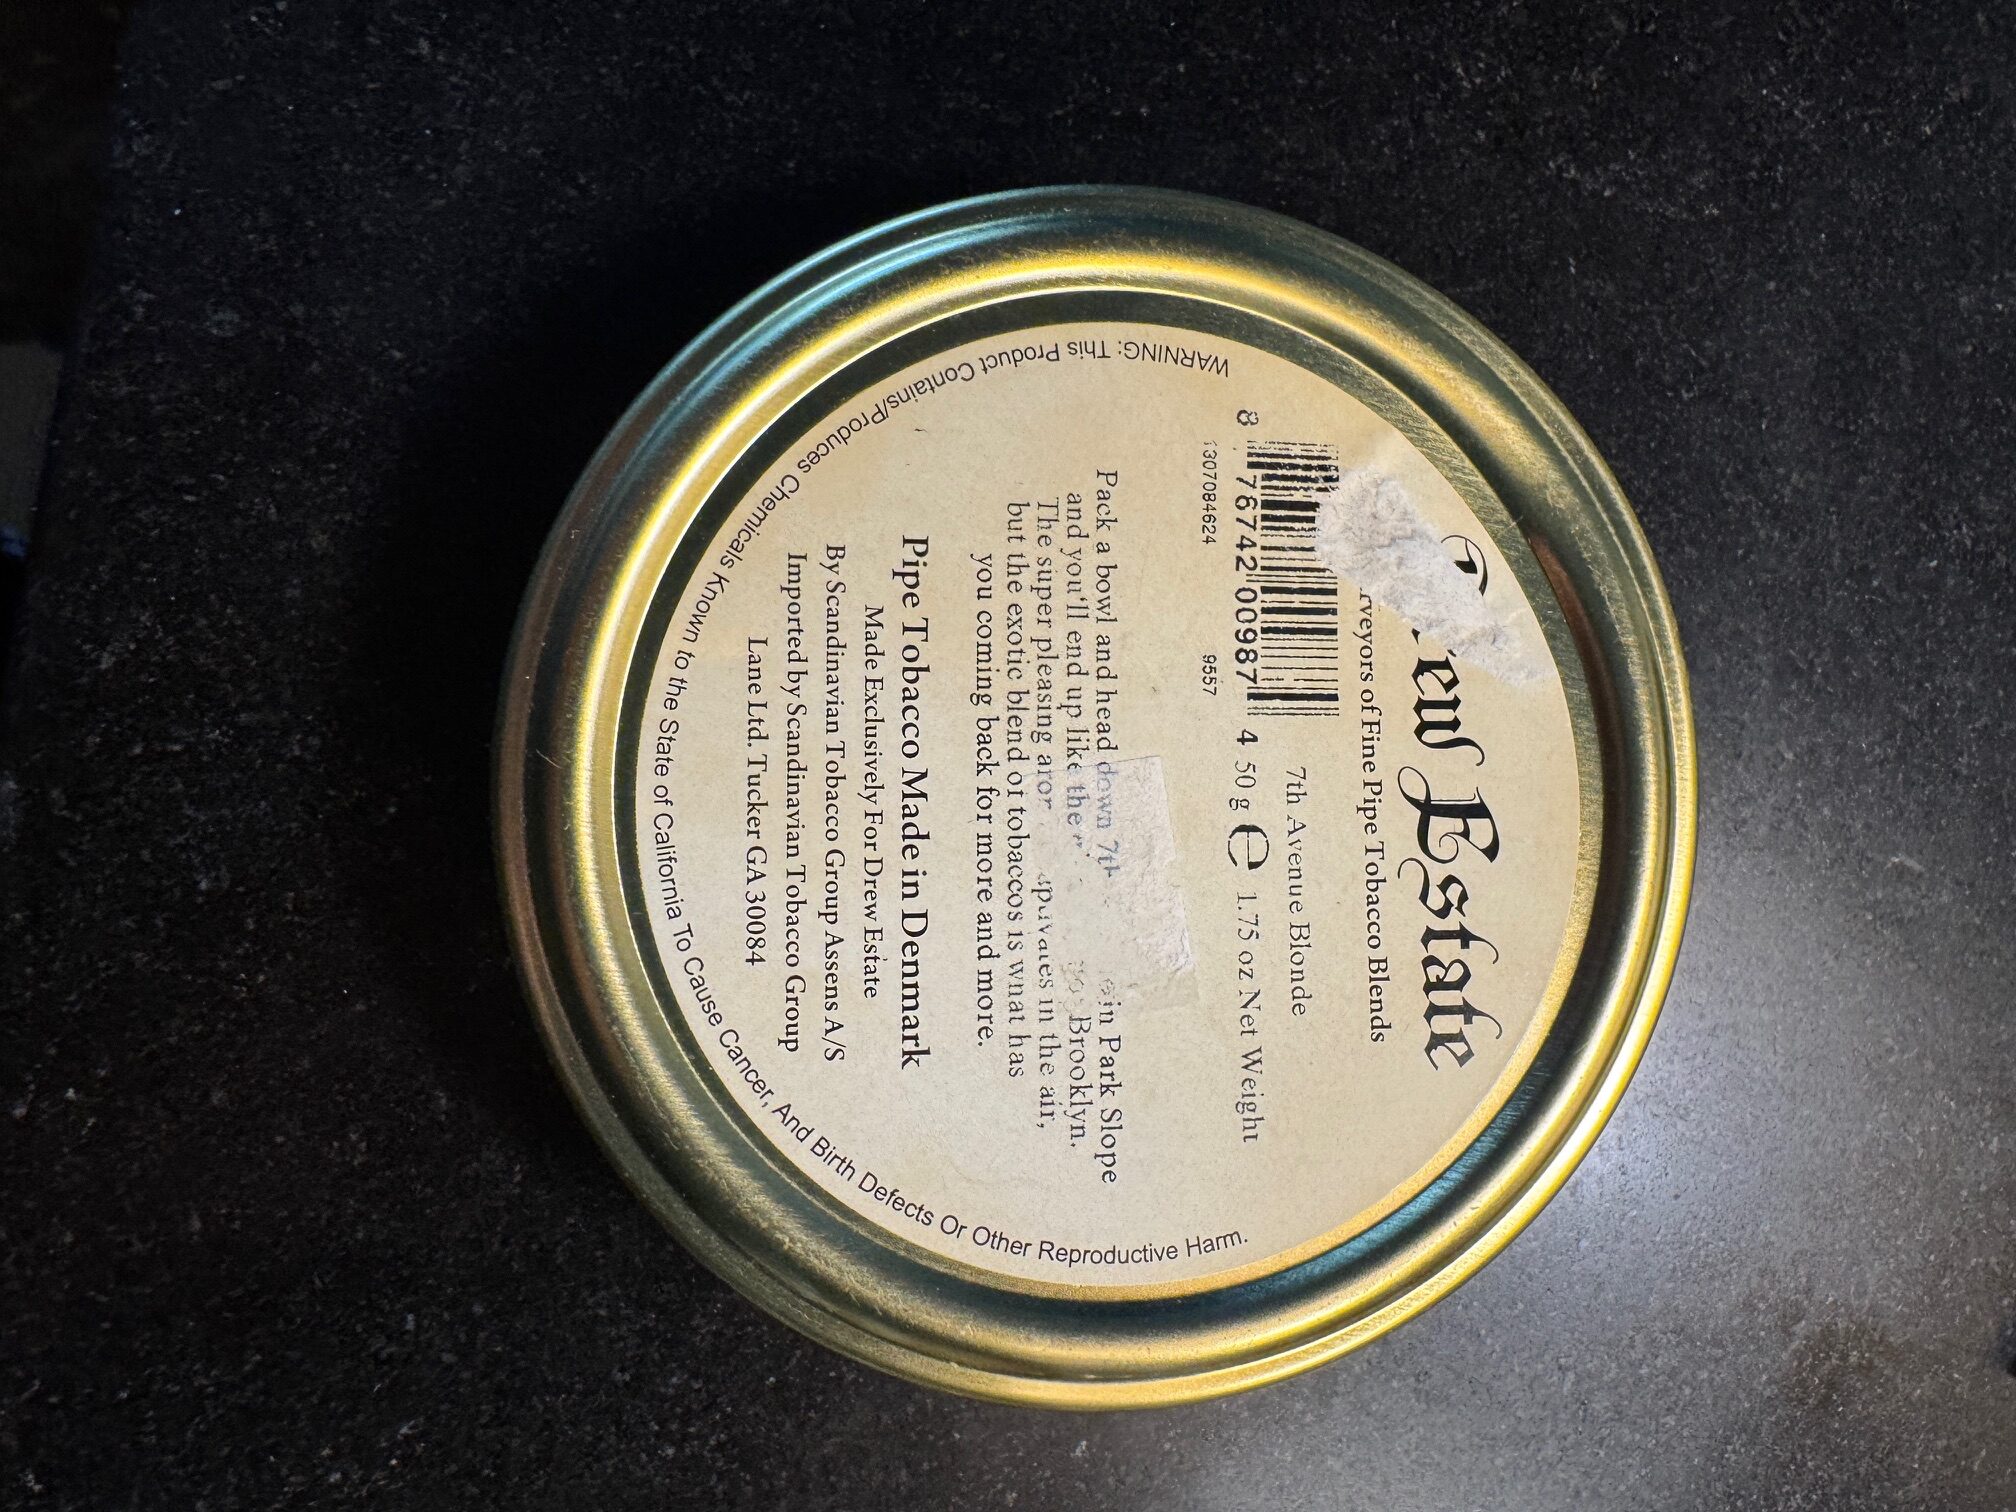 Estate
of Fine Pipe Tobacco Blends
7th Avenue Blonde
8 76742 00987 4 50 g ℮ 1.75 oz Net Weight
1307084624 9557
Pack a bowl and head down 7th in Park Slope
and you'll end up like the Brooklyn.
The super pleasing in the air,
but the exotic blend of tobaccos is what has
you coming back for more and more.
Pipe Tobacco Made in Denmark
Made Exclusively For Drew Estate
By Scandinavian Tobacco Group Assens A/S
Imported by Scandinavian Tobacco Group
Lane Ltd. Tucker GA 30084
WARNING: This Product Contains/Produces Chemicals Known to the State of California To Cause Cancer, And Birth Defects Or Other Reproductive Harm.